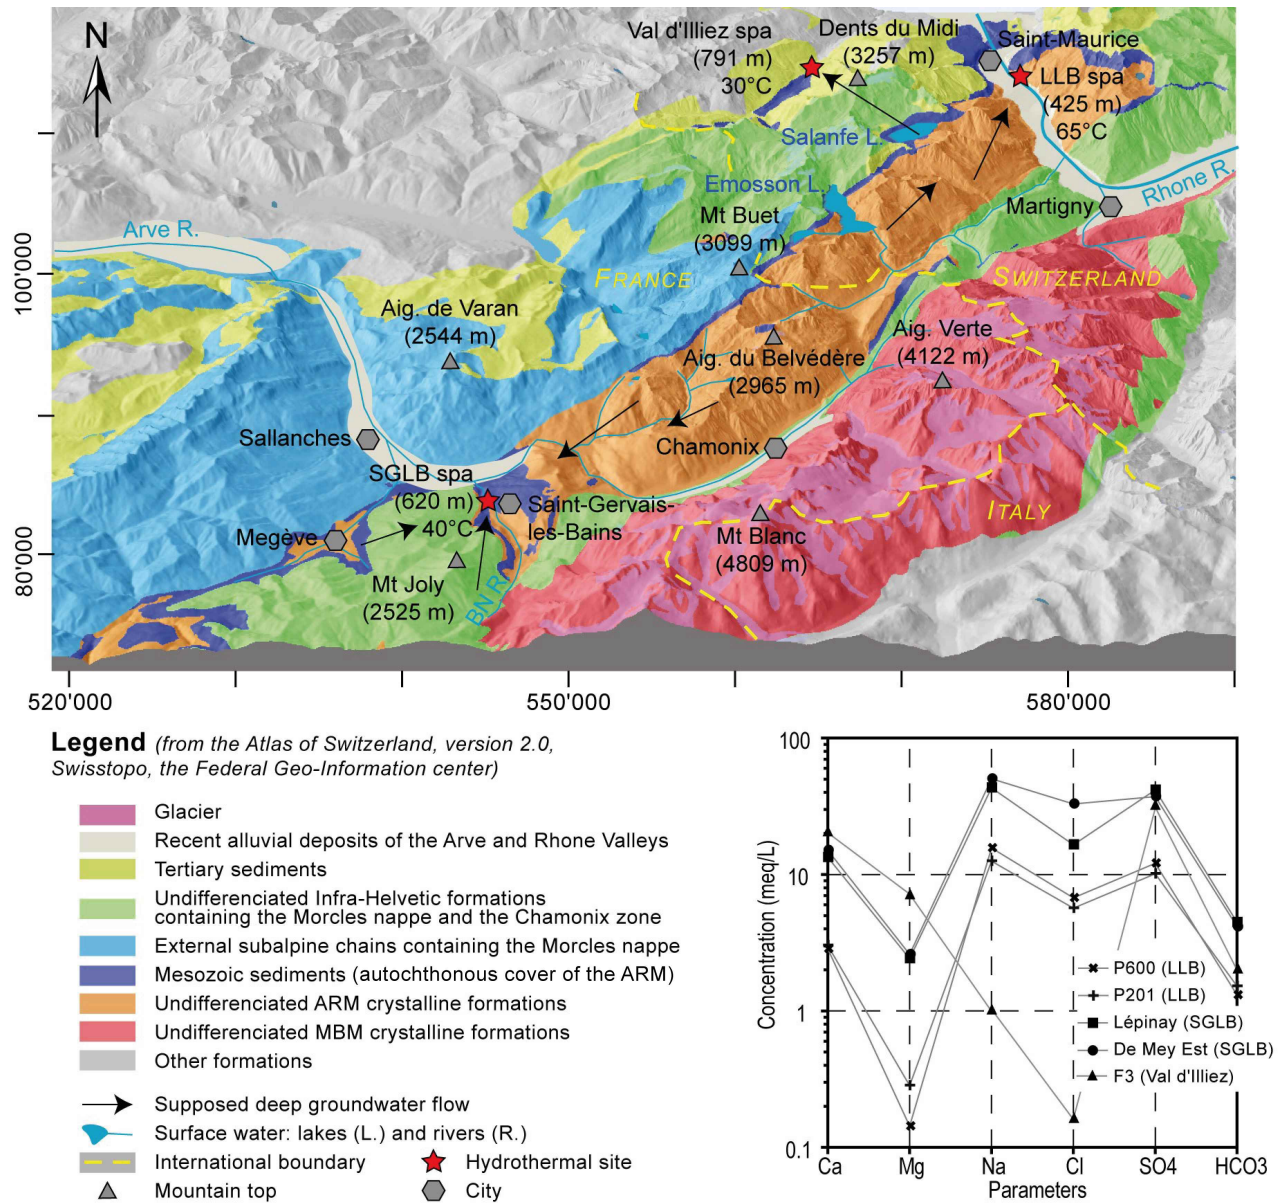 N
Val d'Illiez spa
(791 m)
30°C
Dents du Midi
(3257 m)
Saint-Maurice
LLB spa
(425 m)
65°C
Salanfe L.
Emosson L.
Rhone R.
Martigny
Mt Buet
(3099 m)
Arve R.
FRANCE
SWITZERLAND
100'000
Aig. de Varan
(2544 m)
Aig. Verte
(4122 m)
Aig. du Belvédère
(2965 m)
Sallanches
Chamonix
SGLB spa
(620 m)
40°C
Saint-Gervais-
les-Bains
ITALY
Megève
Mt Blanc
(4809 m)
80'000
Mt Joly
(2525 m)
BN R.
520'000
550'000
580'000
Legend (from the Atlas of Switzerland, version 2.0,
Swisstopo, the Federal Geo-Information center)
Glacier
Recent alluvial deposits of the Arve and Rhone Valleys
Tertiary sediments
Undifferenciated Infra-Helvetic formations
containing the Morcles nappe and the Chamonix zone
External subalpine chains containing the Morcles nappe
Mesozoic sediments (autochthonous cover of the ARM)
Undifferenciated ARM crystalline formations
Undifferenciated MBM crystalline formations
Other formations
Supposed deep groundwater flow
Surface water: lakes (L.) and rivers (R.)
International boundary
Hydrothermal site
Mountain top
City
100
10
1
0.1
Concentration (meq/L)
P600 (LLB)
P201 (LLB)
Lépinay (SGLB)
De Mey Est (SGLB)
F3 (Val d'Illiez)
Ca
Mg
Na
Cl
SO4
HCO3
Parameters